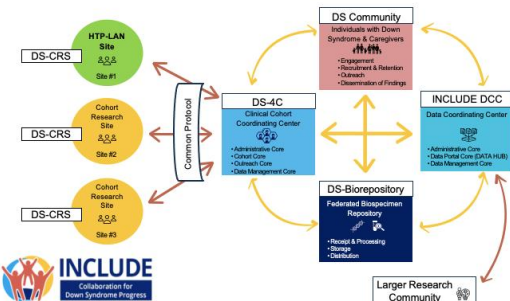 DS Community
Individuals with Down
Syndrome & Caregivers
• Engagement
• Recruitment & Retention
• Outreach
• Dissemination of Findings
HTP-LAN
Site
Site #1
DS-CRS
Cohort
Research
Site
Site #2
DS-CRS
Cohort
Research
Site
Site #3
DS-CRS
Common Protocol
DS-4C
Clinical Cohort
Coordinating Center
• Administrative Core
• Cohort Core
• Outreach Core
• Data Management Core
INCLUDE DCC
Data Coordinating Center
• Administrative Core
• Data Portal Core (DATA HUB)
• Data Management Core
DS-Biorepository
Federated Biospecimen
Repository
• Receipt & Processing
• Storage
• Distribution
INCLUDE
Collaboration for
Down Syndrome Progress
Larger Research
Community